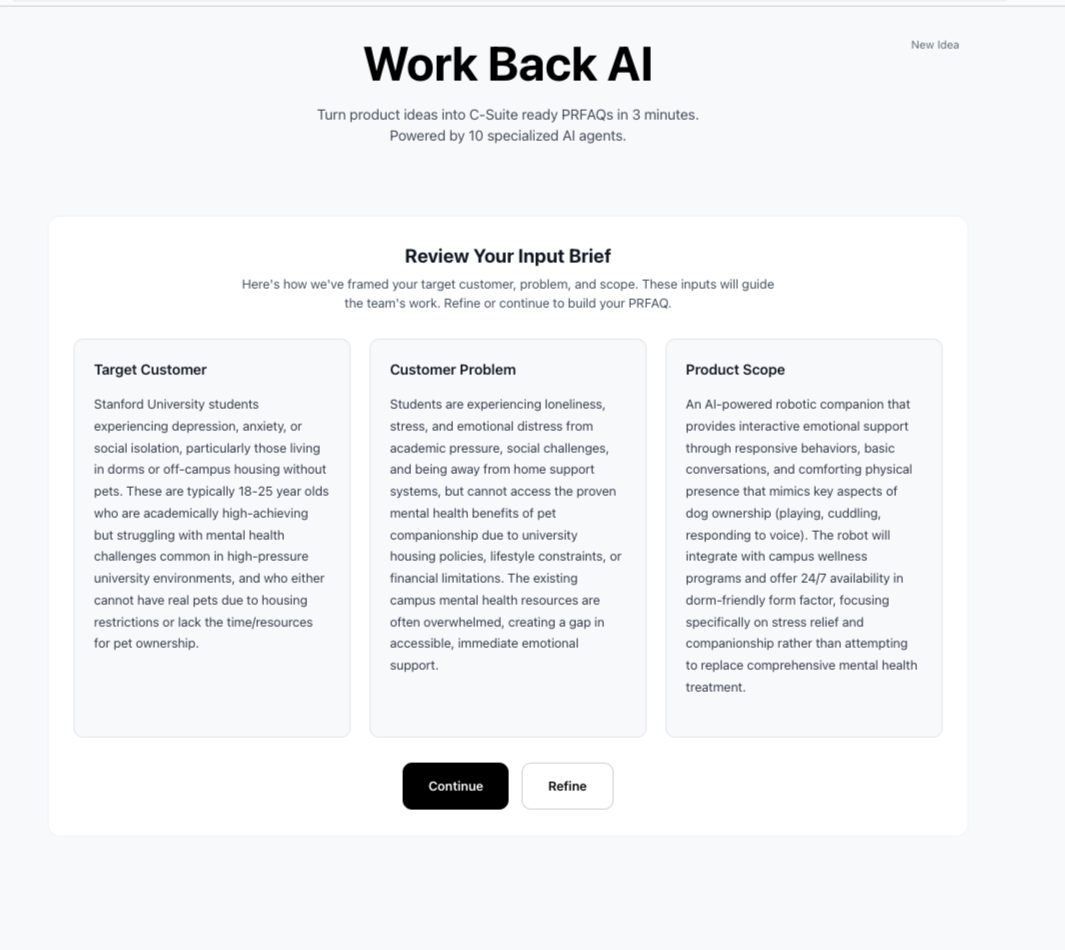 New Idea
Work Back AI
Turn product ideas into C-Suite ready PRFAQs in 3 minutes.
Powered by 10 specialized AI agents.
Review Your Input Brief
Here's how we've framed your target customer, problem, and scope. These inputs will guide
the team's work. Refine or continue to build your PRFAQ.
Target Customer
Stanford University students
experiencing depression, anxiety, or
social isolation, particularly those living
in dorms or off-campus housing without
pets. These are typically 18-25 year olds
who are academically high-achieving
but struggling with mental health
challenges common in high-pressure
university environments, and who either
cannot have real pets due to housing
restrictions or lack the time/resources
for pet ownership.
Customer Problem
Students are experiencing loneliness,
stress, and emotional distress from
academic pressure, social challenges,
and being away from home support
systems, but cannot access the proven
mental health benefits of pet
companionship due to university
housing policies, lifestyle constraints, or
financial limitations. The existing
campus mental health resources are
often overwhelmed, creating a gap in
accessible, immediate emotional
support.
Product Scope
An AI-powered robotic companion that
provides interactive emotional support
through responsive behaviors, basic
conversations, and comforting physical
presence that mimics key aspects of
dog ownership (playing, cuddling,
responding to voice). The robot will
integrate with campus wellness
programs and offer 24/7 availability in
dorm-friendly form factor, focusing
specifically on stress relief and
companionship rather than attempting
to replace comprehensive mental health
treatment.
Continue
Refine